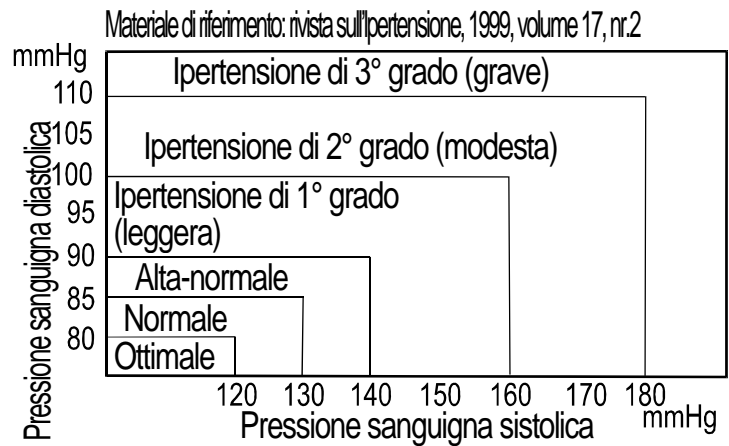 Materiale di riferimento: rivista sull'Ipertensione, 1999, volume 17, nr.2
mmHg
Ipertensione di 3° grado (grave)
110
105
Ipertensione di 2° grado (modesta)
100
Ipertensione di 1° grado
95
(leggera)
90
Alta-normale
85
Normale
80
Ottimale
Pressione sanguigna diastolica
120 130 140 150 160 170 180
mmHg
Pressione sanguigna sistolica